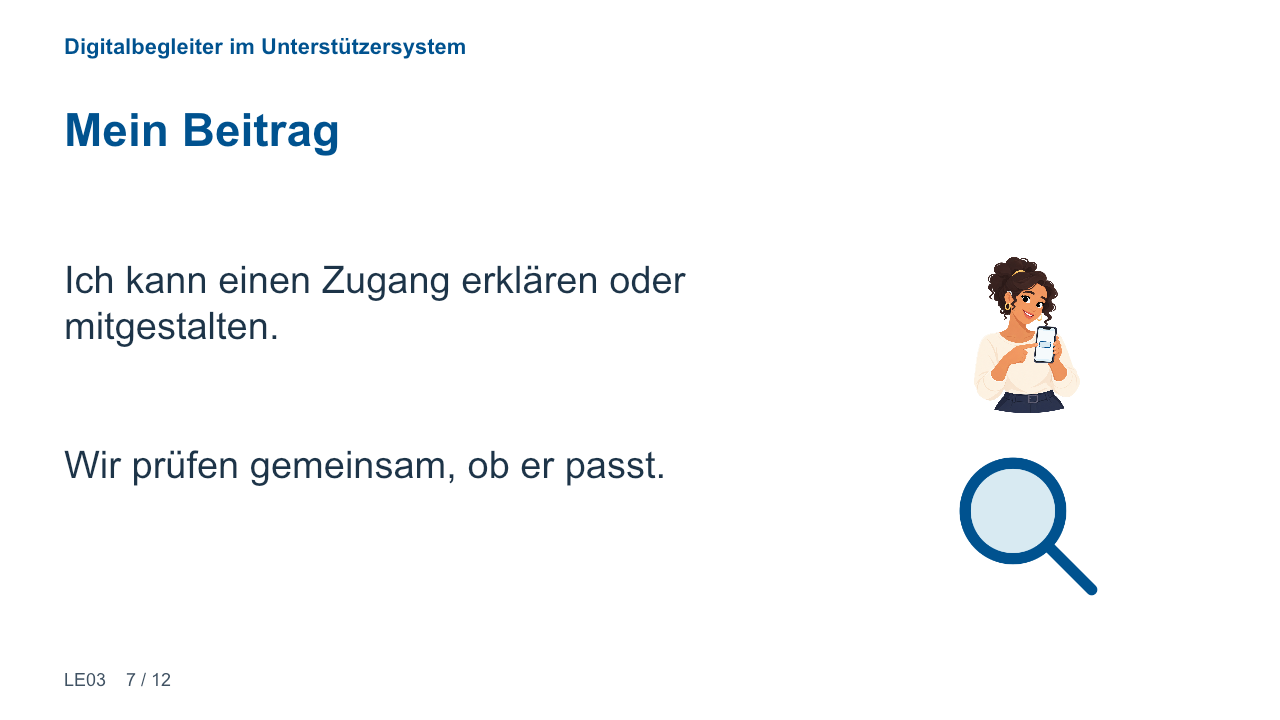 Digitalbegleiter im Unterstützersystem
Mein Beitrag
Ich kann einen Zugang erklären oder
mitgestalten.
Wir prüfen gemeinsam, ob er passt.
LE03 7 / 12